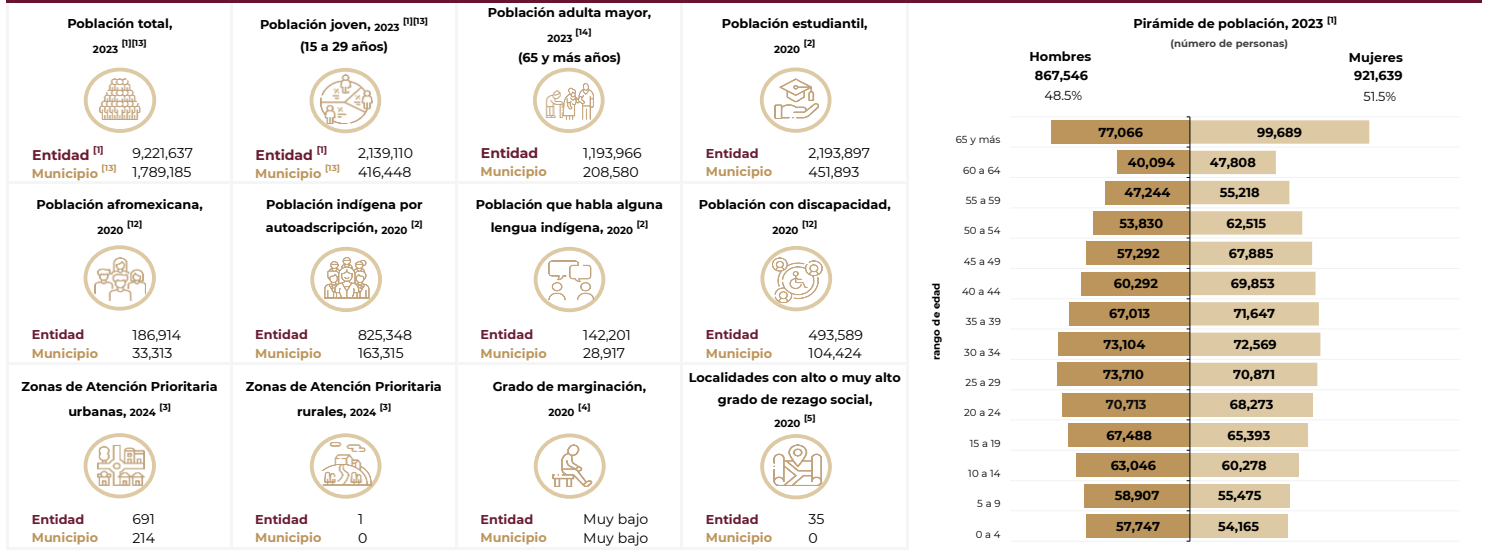 Población total,
2023 [1][13]
Entidad [1] 9,221,637
Municipio [13] 1,789,185
Población joven, 2023 [1][13]
(15 a 29 años)
Entidad [1] 2,139,110
Municipio [13] 416,448
Población adulta mayor,
2023 [14]
(65 y más años)
Entidad 1,193,966
Municipio 208,580
Población estudiantil,
2020 [2]
Entidad 2,193,897
Municipio 451,893
Población afromexicana,
2020 [12]
Entidad 186,914
Municipio 33,313
Población indígena por
autoadscripción, 2020 [2]
Entidad 825,348
Municipio 163,315
Población que habla alguna
lengua indígena, 2020 [2]
Entidad 142,201
Municipio 28,917
Población con discapacidad,
2020 [12]
Entidad 493,589
Municipio 104,424
Zonas de Atención Prioritaria
urbanas, 2024 [3]
Entidad 691
Municipio 214
Zonas de Atención Prioritaria
rurales, 2024 [3]
Entidad 1
Municipio 0
Grado de marginación,
2020 [4]
Entidad Muy bajo
Municipio Muy bajo
Localidades con alto o muy alto
grado de rezago social,
2020 [5]
Entidad 35
Municipio 0
Pirámide de población, 2023 [1]
(número de personas)
Hombres Mujeres
867,546 921,639
48.5% 51.5%
rango de edad
65 y más 77,066 99,689
60 a 64 40,094 47,808
55 a 59 47,244 55,218
50 a 54 53,830 62,515
45 a 49 57,292 67,885
40 a 44 60,292 69,853
35 a 39 67,013 71,647
30 a 34 73,104 72,569
25 a 29 73,710 70,871
20 a 24 70,713 68,273
15 a 19 67,488 65,393
10 a 14 63,046 60,278
5 a 9 58,907 55,475
0 a 4 57,747 54,165